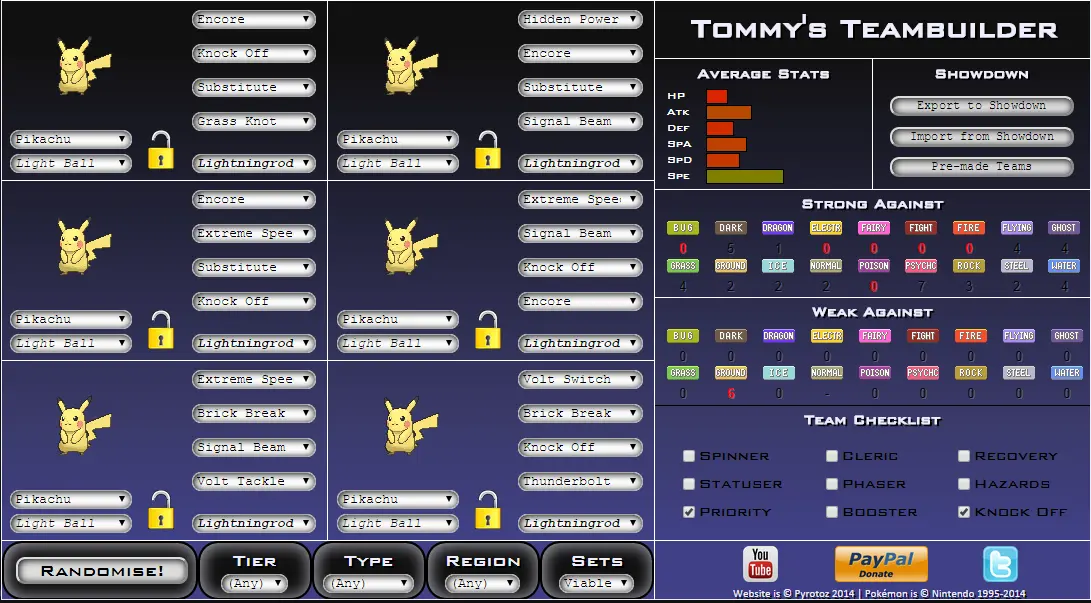 Encore
Knock Off
Substitute
Grass Knot
Pikachu
Light Ball
Lightningrod
Hidden Power
Encore
Substitute
Signal Beam
Pikachu
Light Ball
Lightningrod
Encore
Extreme Spee
Substitute
Knock Off
Pikachu
Light Ball
Lightningrod
Extreme Spee
Signal Beam
Knock Off
Encore
Pikachu
Light Ball
Lightningrod
Extreme Spee
Brick Break
Signal Beam
Volt Tackle
Pikachu
Light Ball
Lightningrod
Volt Switch
Brick Break
Knock Off
Thunderbolt
Pikachu
Light Ball
Lightningrod
Randomise!
Tier
(Any)
Type
(Any)
Region
(Any)
Sets
Viable
Tommy's Teambuilder
Average Stats
HP
Atk
Def
SpA
SpD
Spe
Showdown
Export to Showdown
Import from Showdown
Pre-made Teams
Strong Against
BUG DARK DRAGON ELECTR FAIRY FIGHT FIRE FLYING GHOST
0 5 1 0 0 0 0 4 4
GRASS GROUND ICE NORMAL POISON PSYCHC ROCK STEEL WATER
4 2 2 2 0 7 3 2 4
Weak Against
BUG DARK DRAGON ELECTR FAIRY FIGHT FIRE FLYING GHOST
0 0 0 0 0 0 0 0 0
GRASS GROUND ICE NORMAL POISON PSYCHC ROCK STEEL WATER
0 6 0 - 0 0 0 0 0
Team Checklist
Spinner Cleric Recovery
Statuser Phaser Hazards
Priority Booster Knock Off
You Tube
PayPal
Donate
Website is © Pyrotoz 2014 | Pokémon is © Nintendo 1995-2014